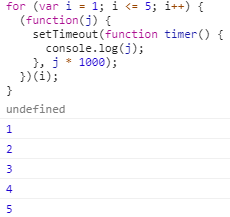 for (var i = 1; i <= 5; i++) {
  (function(j) {
    setTimeout(function timer() {
      console.log(j);
    }, j * 1000);
  })(i);
}
undefined
1
2
3
4
5